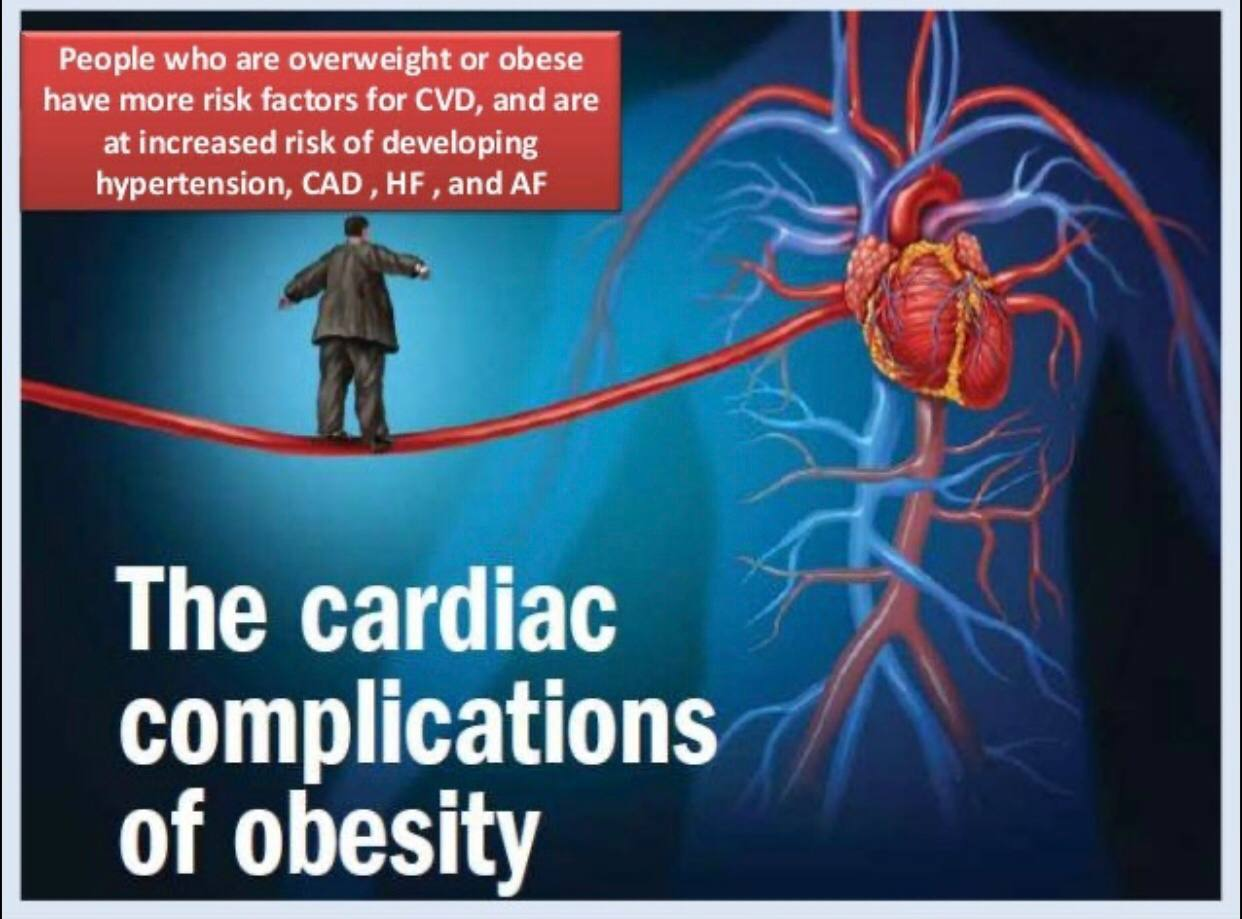 People who are overweight or obese
have more risk factors for CVD, and are
at increased risk of developing
hypertension, CAD , HF , and AF
The cardiac
complications
of obesity